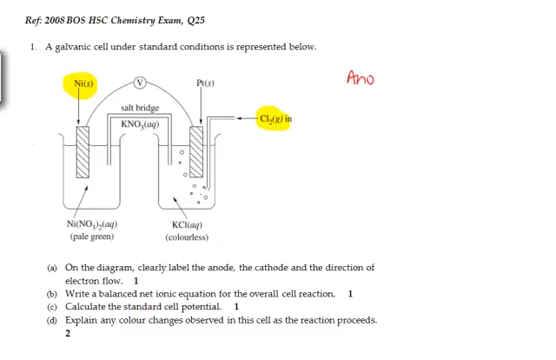 Ref: 2008 BOS HSC Chemistry Exam, Q25
1. A galvanic cell under standard conditions is represented below.
Ano
Ni(s)
V
Pt(s)
salt bridge
KNO₃(aq)
Cl₂(g) in
Ni(NO₃)₂(aq)
(pale green)
KCl(aq)
(colourless)
(a) On the diagram, clearly label the anode, the cathode and the direction of
electron flow. 1
(b) Write a balanced net ionic equation for the overall cell reaction. 1
(c) Calculate the standard cell potential. 1
(d) Explain any colour changes observed in this cell as the reaction proceeds.
2